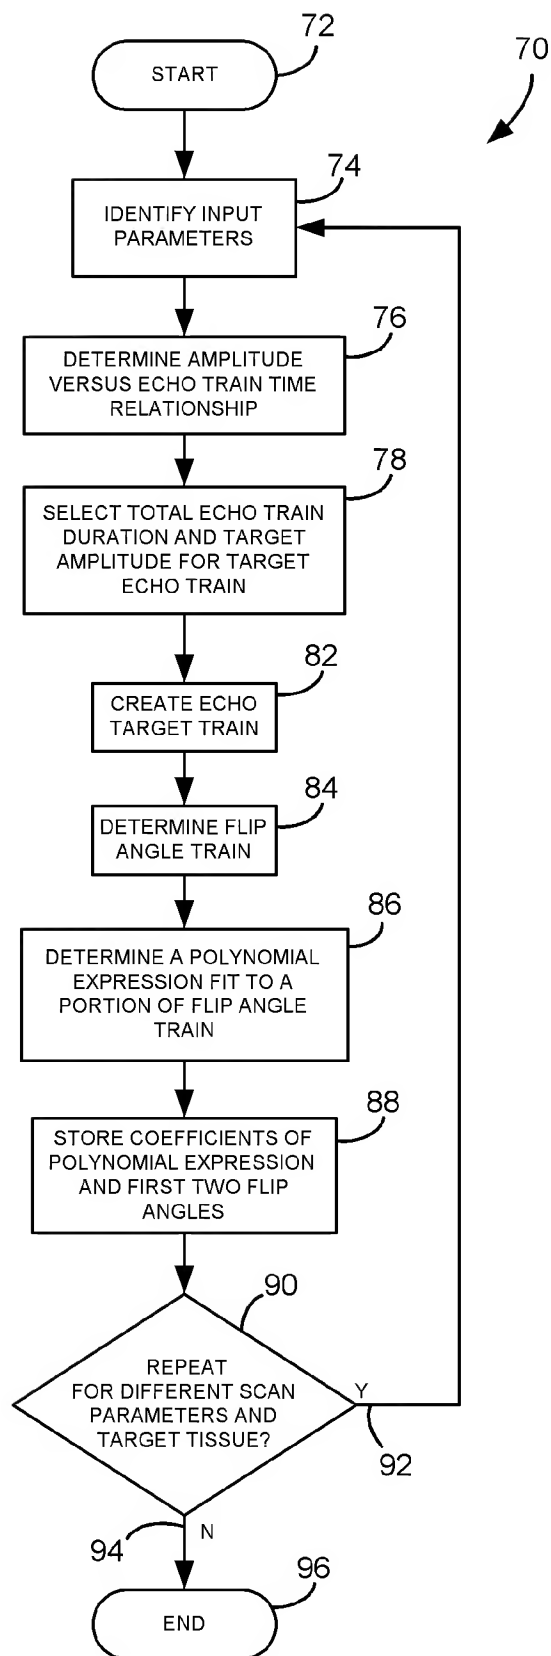 72
START
70
74
IDENTIFY INPUT
PARAMETERS
76
DETERMINE AMPLITUDE
VERSUS ECHO TRAIN TIME
RELATIONSHIP
78
SELECT TOTAL ECHO TRAIN
DURATION AND TARGET
AMPLITUDE FOR TARGET
ECHO TRAIN
82
CREATE ECHO
TARGET TRAIN
84
DETERMINE FLIP
ANGLE TRAIN
86
DETERMINE A POLYNOMIAL
EXPRESSION FIT TO A
PORTION OF FLIP ANGLE
TRAIN
88
STORE COEFFICIENTS OF
POLYNOMIAL EXPRESSION
AND FIRST TWO FLIP
ANGLES
90
REPEAT
FOR DIFFERENT SCAN
PARAMETERS AND
TARGET TISSUE?
Y
92
N
94
96
END